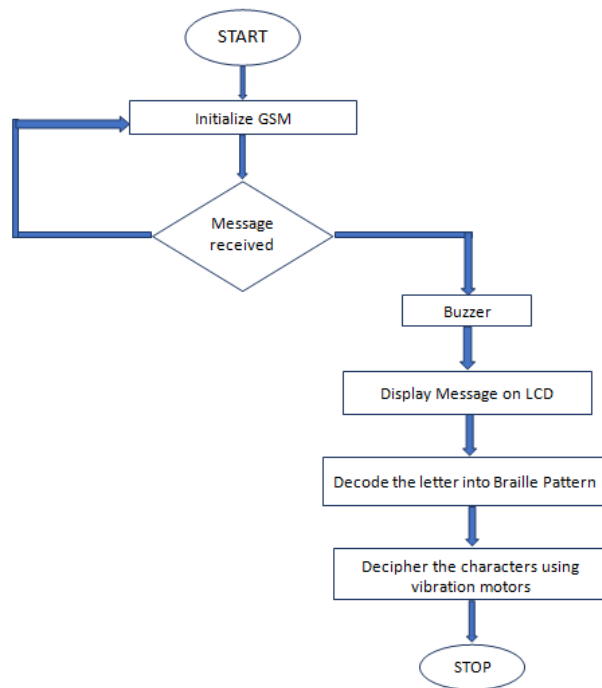 START
Initialize GSM
Message
received
Buzzer
Display Message on LCD
Decode the letter into Braille Pattern
Decipher the characters using
vibration motors
STOP